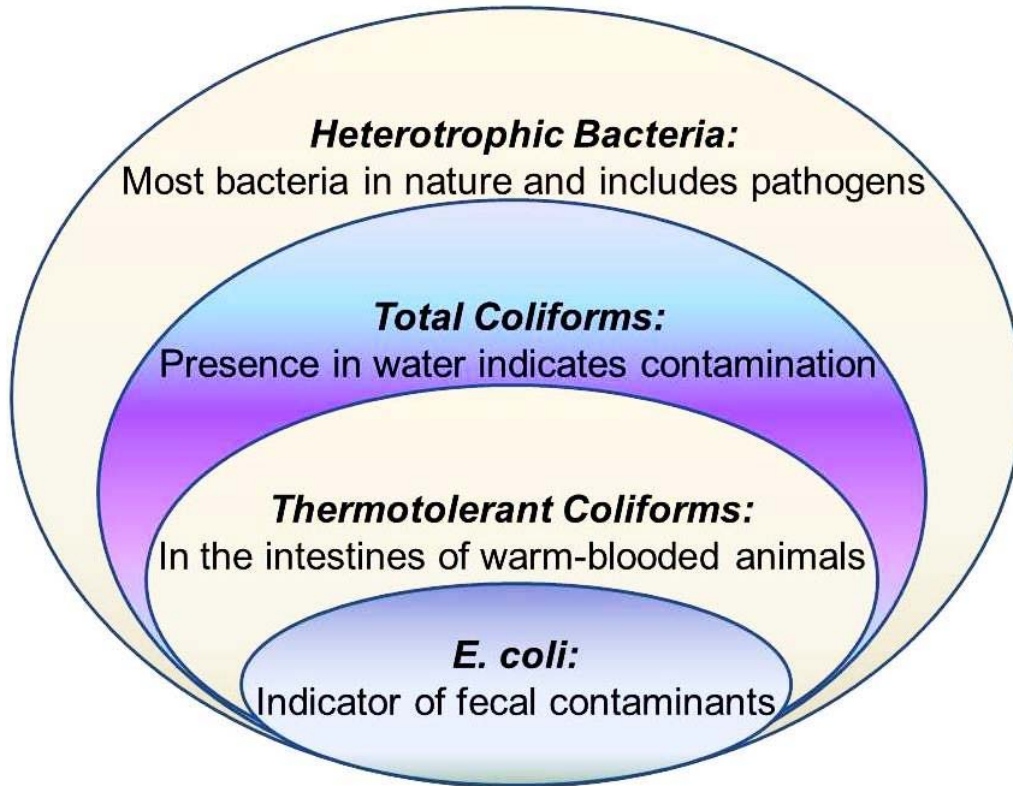 Heterotrophic Bacteria:
Most bacteria in nature and includes pathogens
Total Coliforms:
Presence in water indicates contamination
Thermotolerant Coliforms:
In the intestines of warm-blooded animals
E. coli:
Indicator of fecal contaminants